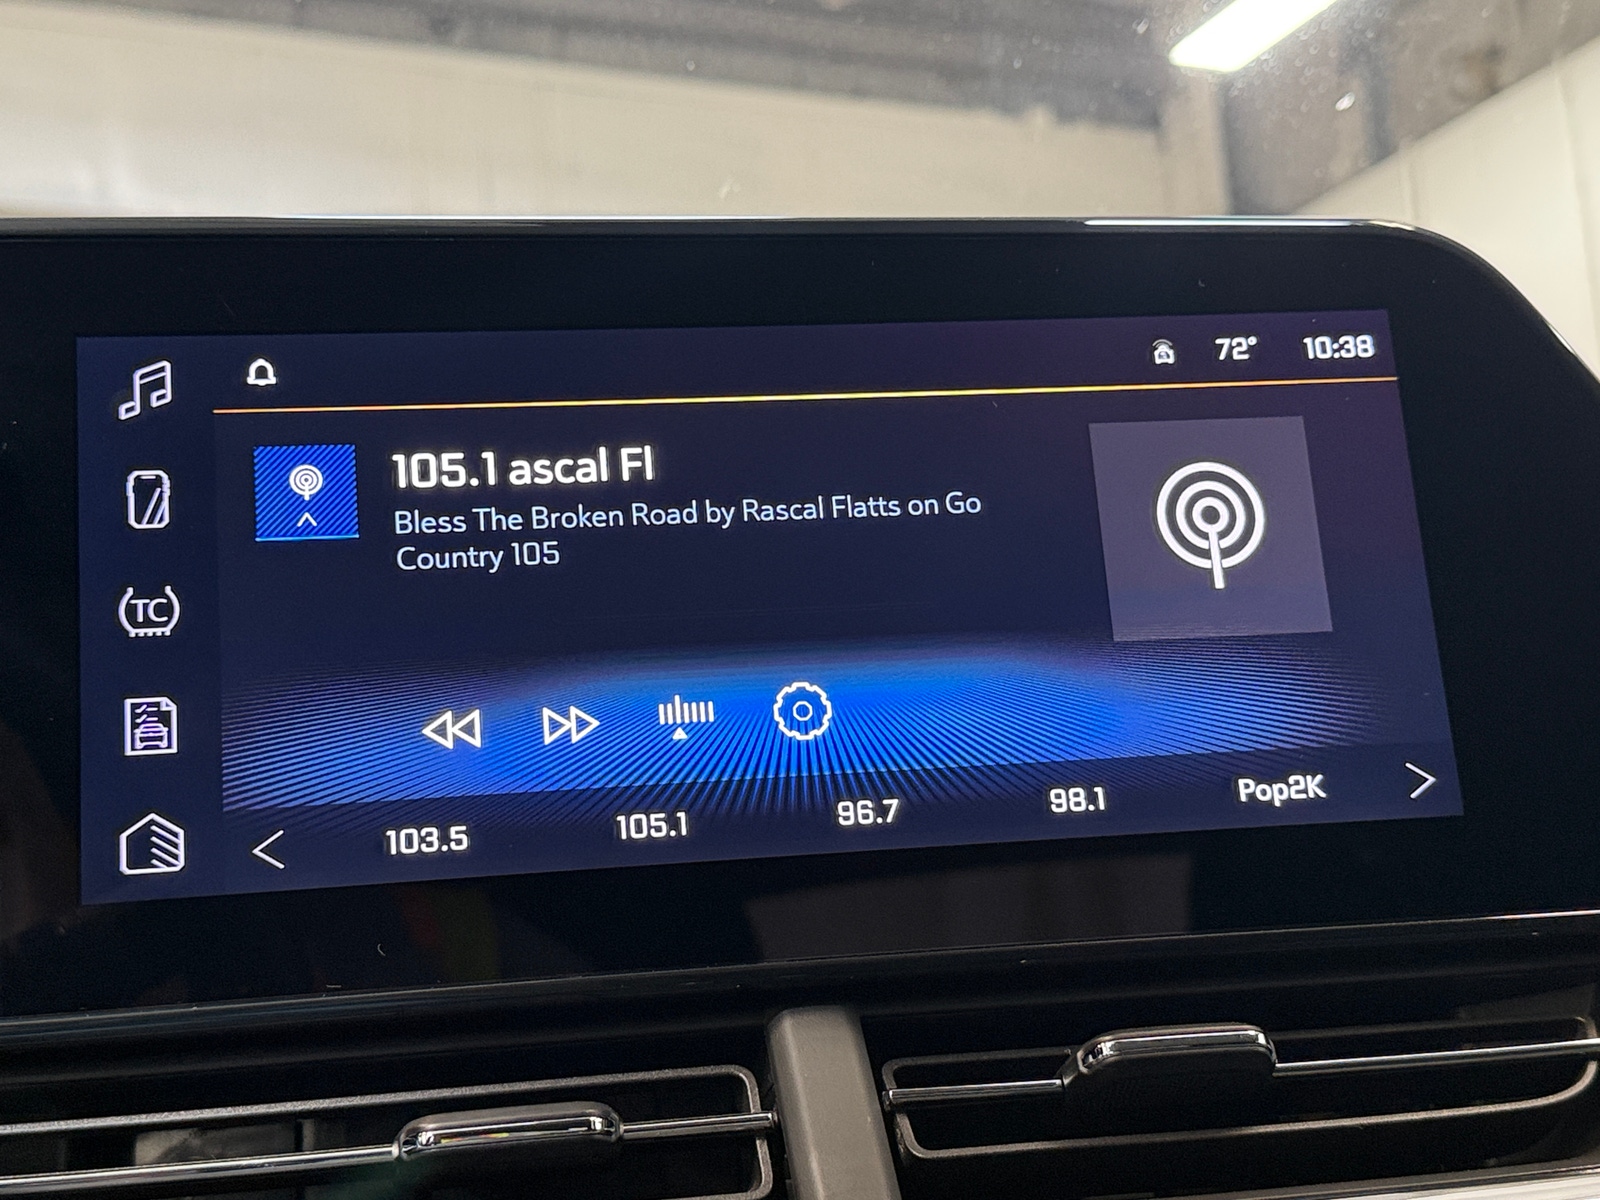 72° 10:38
105.1 ascal Fl
Bless The Broken Road by Rascal Flatts on Go
Country 105
TC
103.5 105.1 96.7 98.1 Pop2K